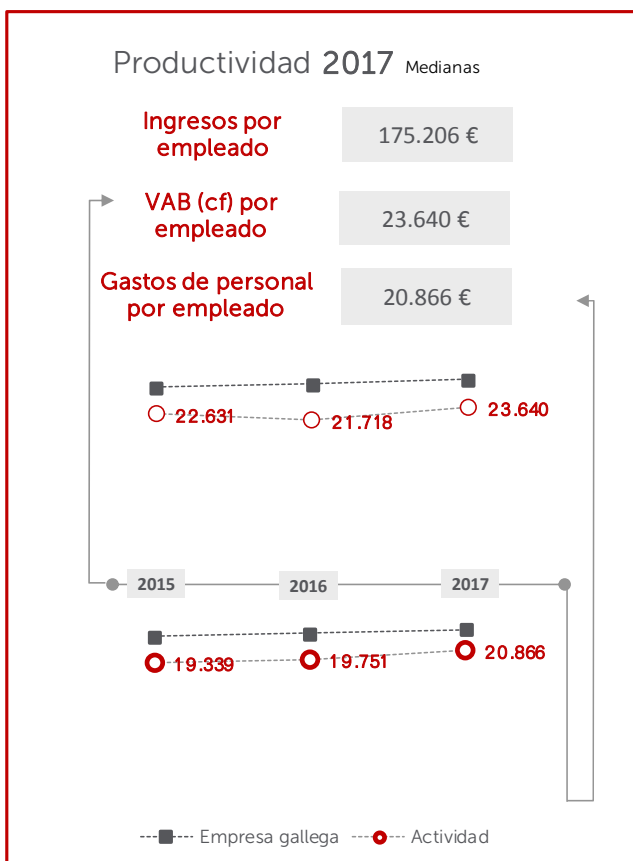 Productividad 2017 Medianas
Ingresos por
empleado
175.206 €
VAB (cf) por
empleado
23.640 €
Gastos de personal
por empleado
20.866 €
22.631
21.718
23.640
2015
2016
2017
19.339
19.751
20.866
Empresa gallega
Actividad